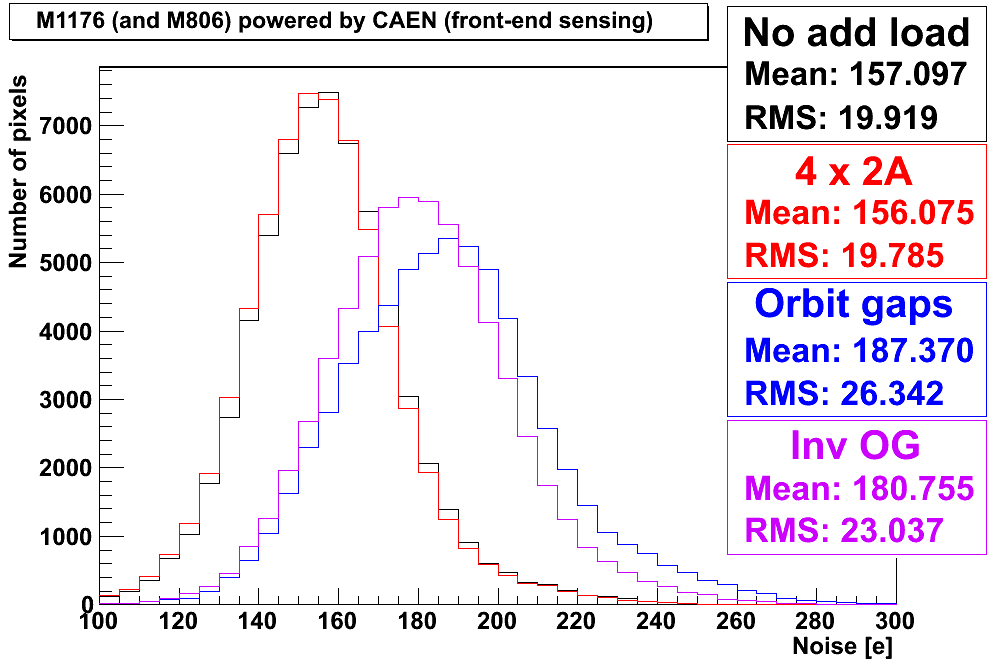 M1176 (and M806) powered by CAEN (front-end sensing)
No add load
Mean: 157.097
RMS: 19.919
4 x 2A
Mean: 156.075
RMS: 19.785
Orbit gaps
Mean: 187.370
RMS: 26.342
Inv OG
Mean: 180.755
RMS: 23.037
Number of pixels
7000
6000
5000
4000
3000
2000
1000
0
100 120 140 160 180 200 220 240 260 280 300
Noise [e]